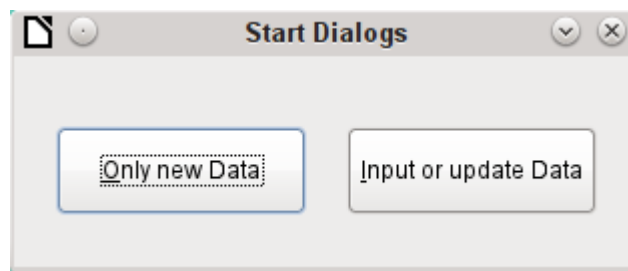 Start Dialogs
Only new Data
Input or update Data